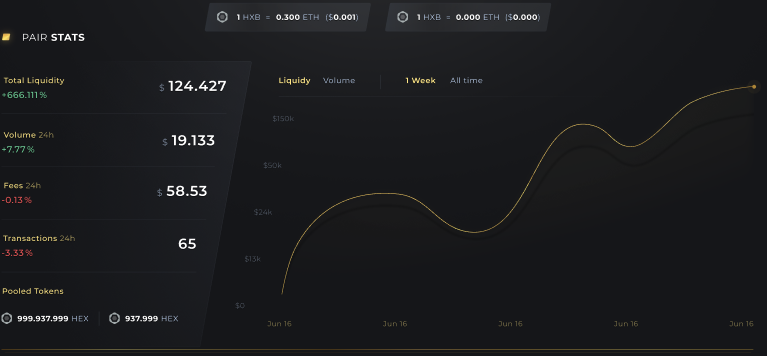 1 HXB = 0.300 ETH ($0.001)
1 HXB = 0.000 ETH ($0.000)
PAIR STATS
Total Liquidity
+666.111%
$ 124.427
Volume 24h
+7.77%
$ 19.133
Fees 24h
-0.13%
$ 58.53
Transactions 24h
-3.33%
65
Pooled Tokens
999.937.999 HEX
937.999 HEX
Liquidy Volume
1 Week All time
$150k
$50k
$24k
$13k
$0
Jun 16 Jun 16 Jun 16 Jun 16 Jun 16